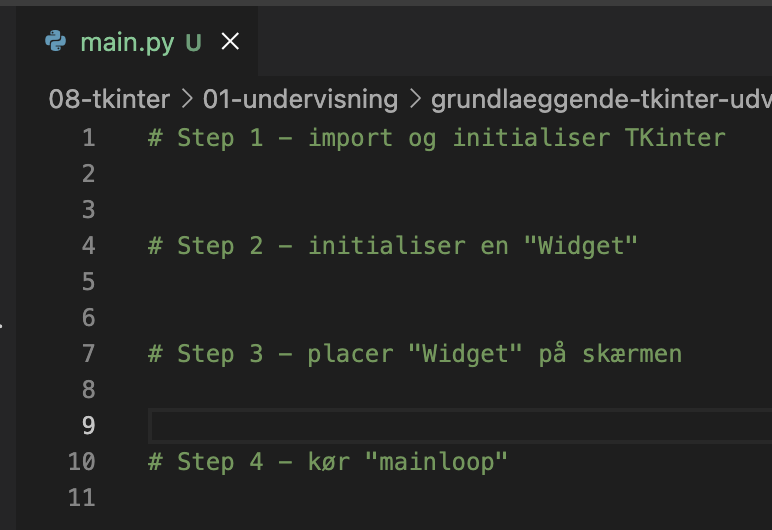 main.py U
08-tkinter > 01-undervisning > grundlaeggende-tkinter-udv
1 # Step 1 - import og initialiser TKinter
2
3
4 # Step 2 - initialiser en "Widget"
5
6
7 # Step 3 - placer "Widget" på skærmen
8
9
10 # Step 4 - kør "mainloop"
11